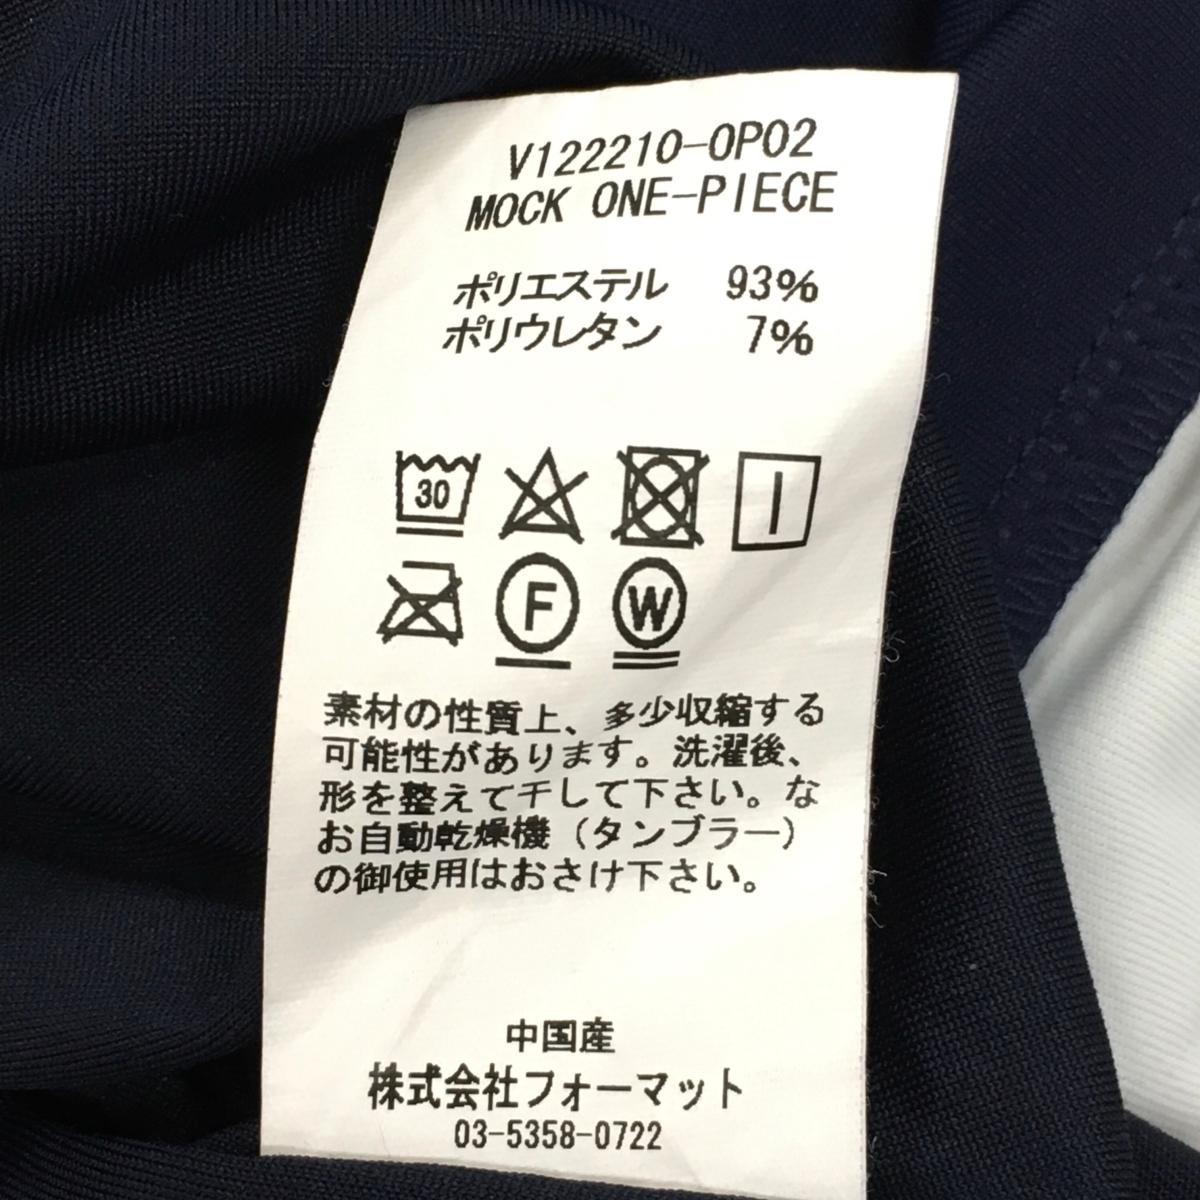 V122210-OP02
MOCK ONE-PIECE
ポリエステル 93%
ポリウレタン 7%
30
F
W
素材の性質上、多少収縮する
可能性があります。洗濯後、
形を整えて干して下さい。な
お自動乾燥機（タンブラー）
の御使用はおさけ下さい。
中国産
株式会社フォーマット
03-5358-0722